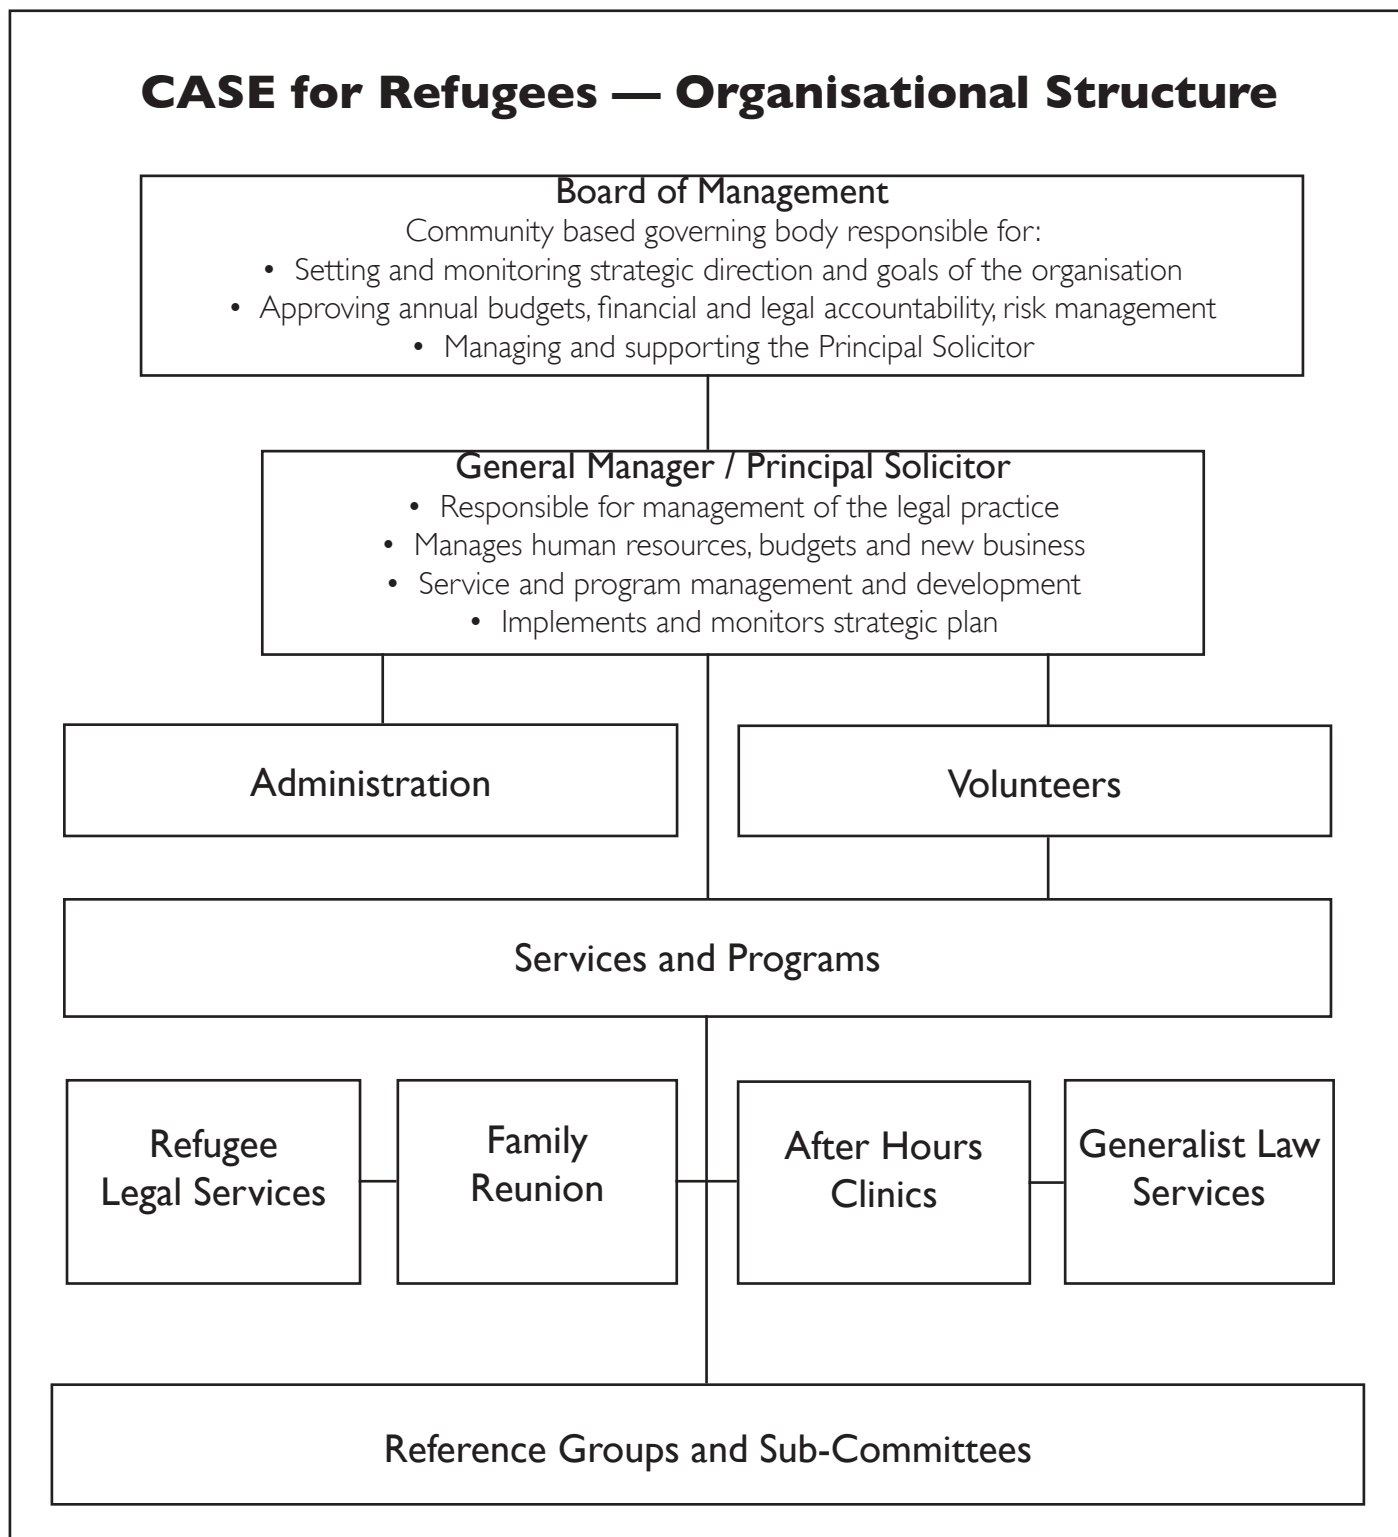 CASE for Refugees — Organisational Structure
Board of Management
Community based governing body responsible for:
• Setting and monitoring strategic direction and goals of the organisation
• Approving annual budgets, financial and legal accountability, risk management
• Managing and supporting the Principal Solicitor
General Manager / Principal Solicitor
• Responsible for management of the legal practice
• Manages human resources, budgets and new business
• Service and program management and development
• Implements and monitors strategic plan
Administration
Volunteers
Services and Programs
Refugee
Legal Services
Family
Reunion
After Hours
Clinics
Generalist Law
Services
Reference Groups and Sub-Committees